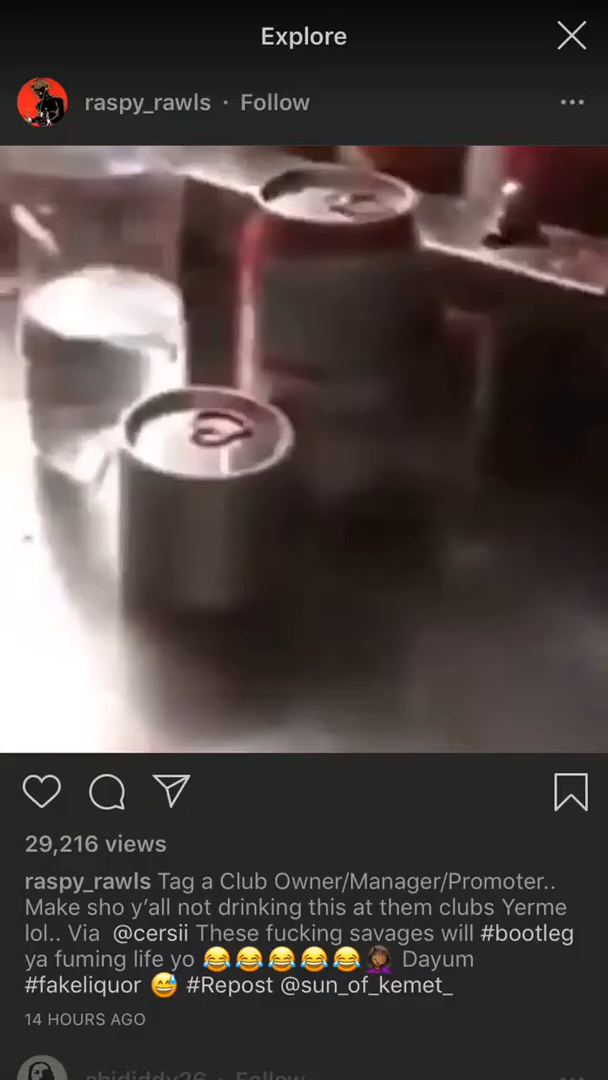 Explore
raspy_rawls · Follow
29,216 views
raspy_rawls Tag a Club Owner/Manager/Promoter..
Make sho y’all not drinking this at them clubs Yerme
lol.. Via @cersii These fucking savages will #bootleg
ya fuming life yo 😂😂😂😂😂🤦🏾‍♀️ Dayum
#fakeliquor 😅 #Repost @sun_of_kemet_
14 HOURS AGO